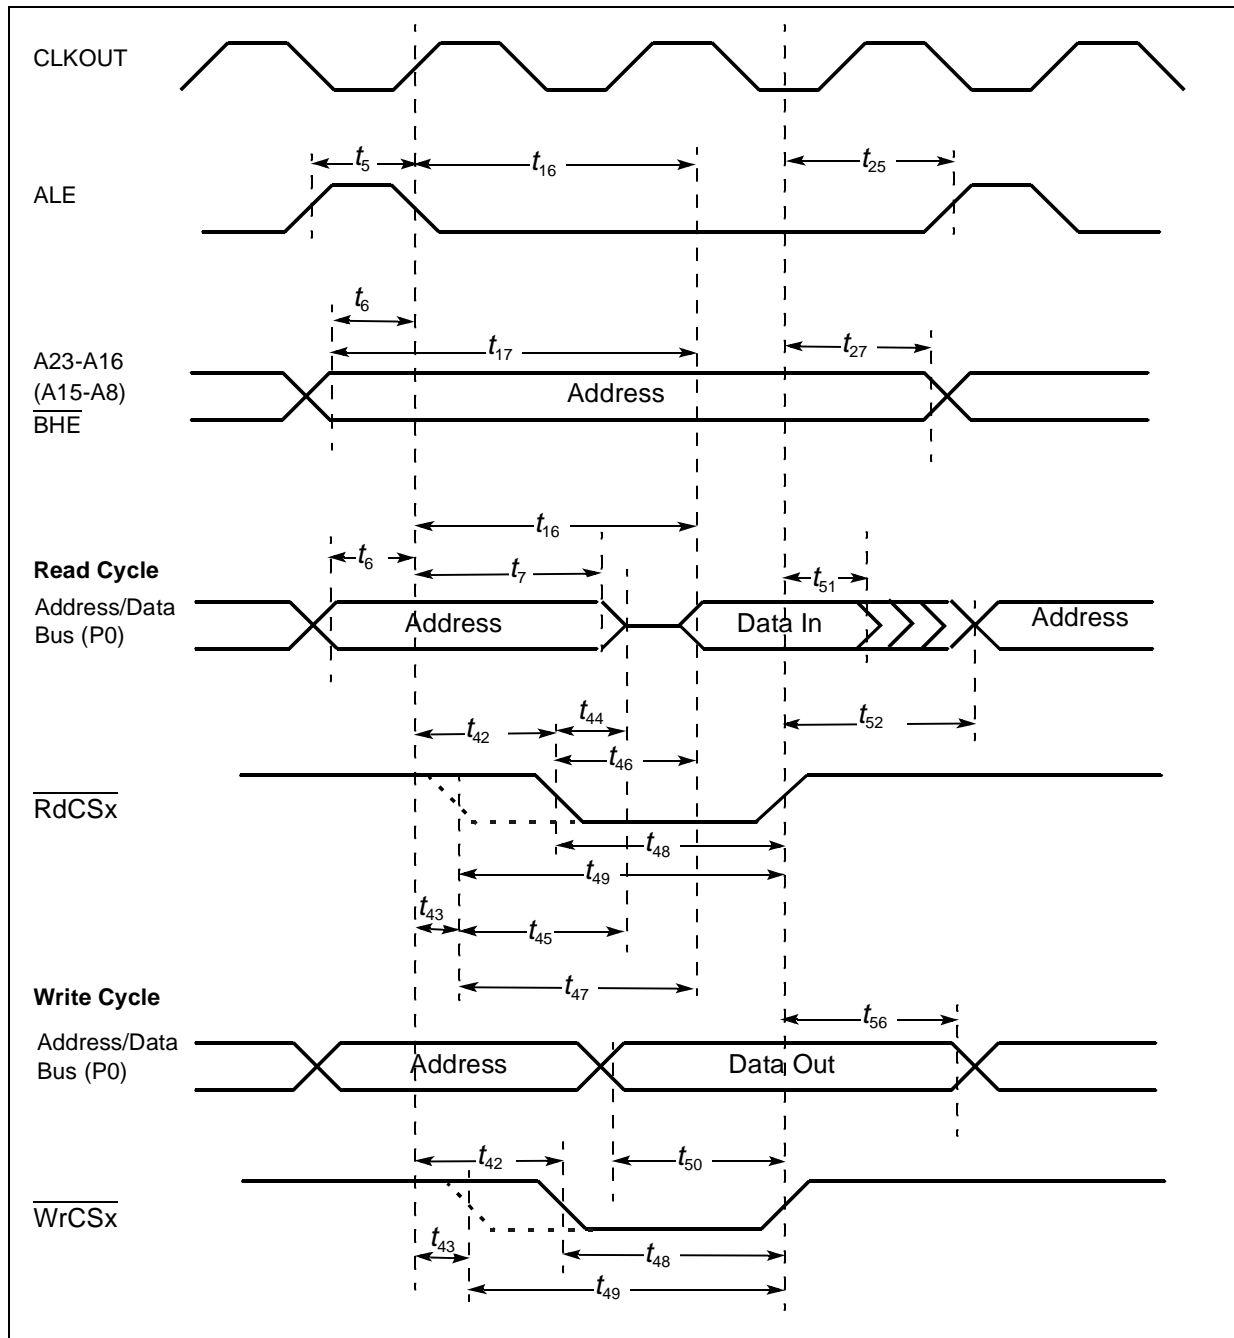 CLKOUT
t5
t16
t25
ALE
t6
t17
t27
A23-A16
(A15-A8)
BHE
Address
t16
Read Cycle
t6
t7
t51
Address/Data
Bus (P0)
Address
Data In
Address
t44
t42
t52
t46
RdCSx
t48
t49
t43
t45
t47
Write Cycle
t56
Address/Data
Bus (P0)
Address
Data Out
t42
t50
WrCSx
t43
t48
t49